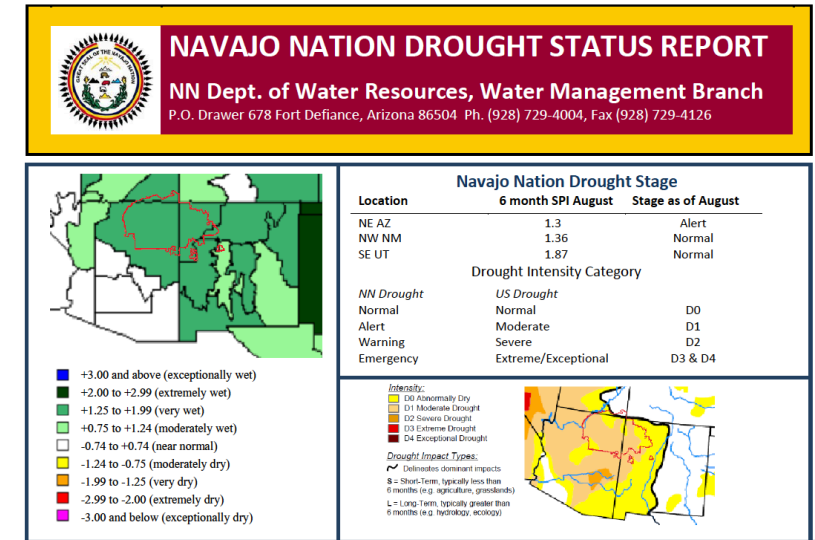 GREAT SEAL OF THE NAVAJO NATION
NAVAJO NATION DROUGHT STATUS REPORT
NN Dept. of Water Resources, Water Management Branch
P.O. Drawer 678 Fort Defiance, Arizona 86504 Ph. (928) 729-4004, Fax (928) 729-4126
+3.00 and above (exceptionally wet)
+2.00 to +2.99 (extremely wet)
+1.25 to +1.99 (very wet)
+0.75 to +1.24 (moderately wet)
-0.74 to +0.74 (near normal)
-1.24 to -0.75 (moderately dry)
-1.99 to -1.25 (very dry)
-2.99 to -2.00 (extremely dry)
-3.00 and below (exceptionally dry)
Navajo Nation Drought Stage
Location 6 month SPI August Stage as of August
NE AZ 1.3 Alert
NW NM 1.36 Normal
SE UT 1.87 Normal
Drought Intensity Category
NN Drought US Drought
Normal Normal D0
Alert Moderate D1
Warning Severe D2
Emergency Extreme/Exceptional D3 & D4
Intensity:
D0 Abnormally Dry
D1 Moderate Drought
D2 Severe Drought
D3 Extreme Drought
D4 Exceptional Drought
Drought Impact Types:
Delineates dominant impacts
S = Short-Term, typically less than
6 months (e.g. agriculture, grasslands)
L = Long-Term, typically greater than
6 months (e.g. hydrology, ecology)